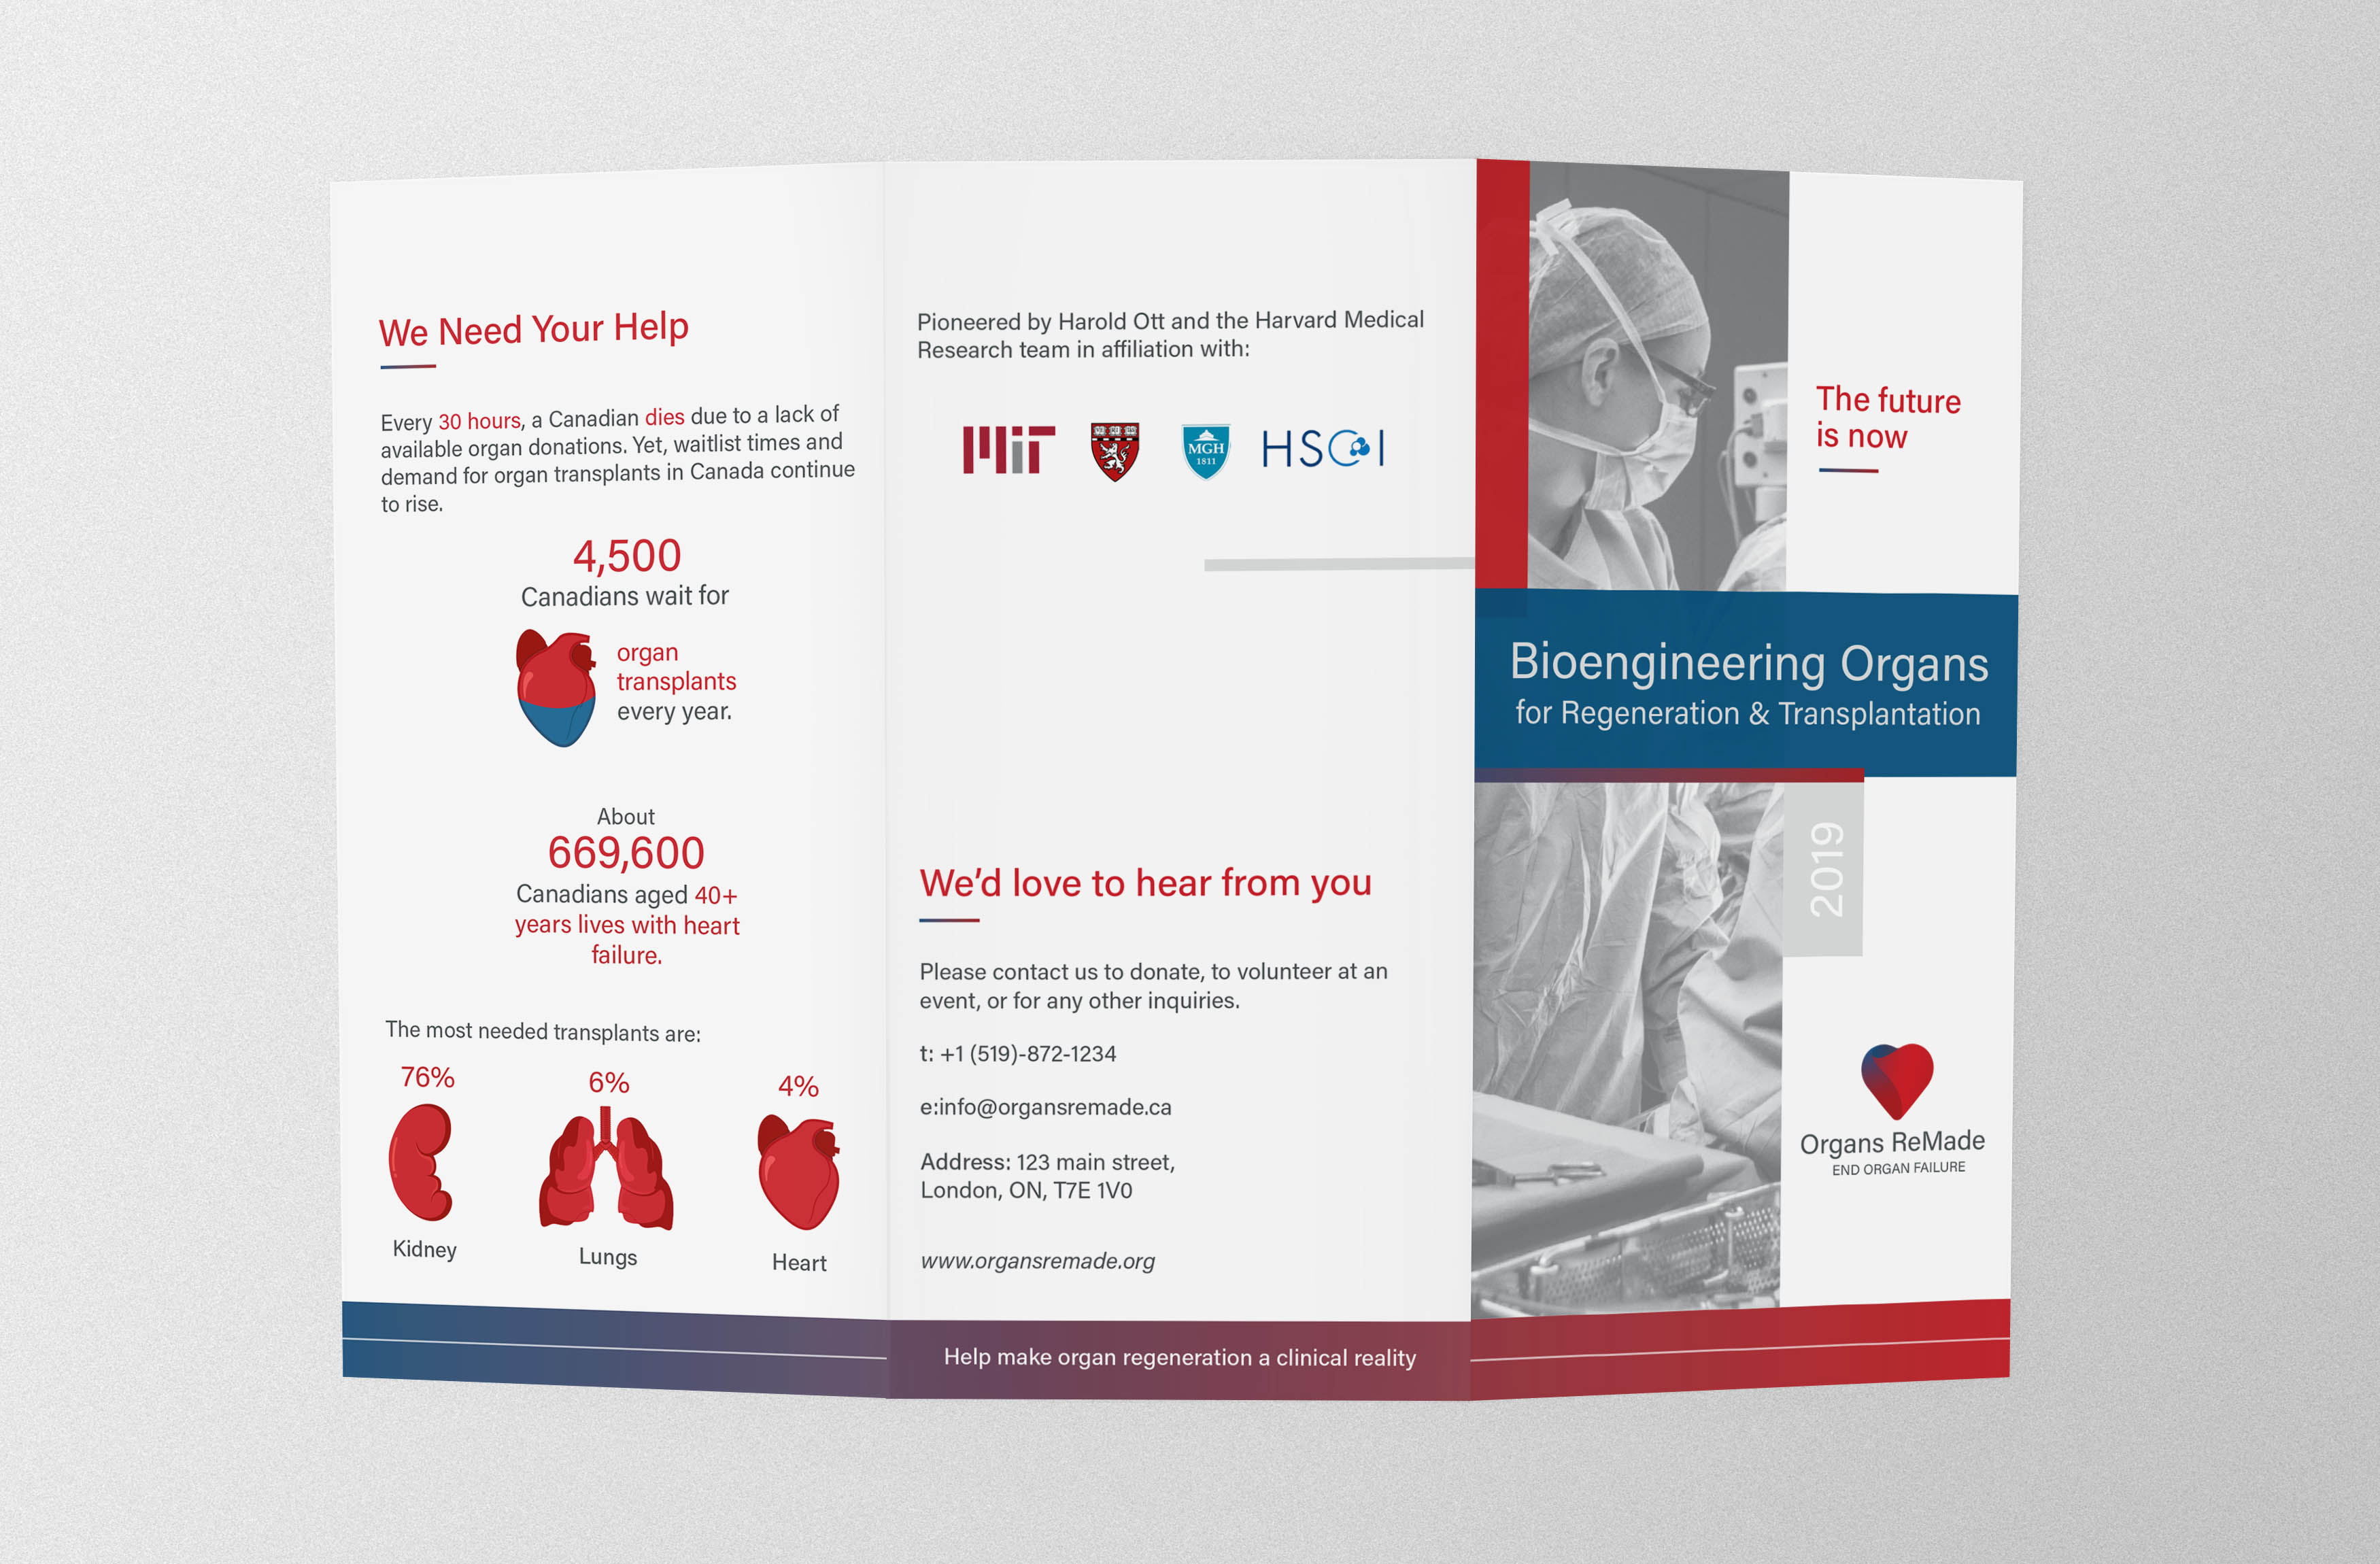 We Need Your Help
Every 30 hours, a Canadian dies due to a lack of
available organ donations. Yet, waitlist times and
demand for organ transplants in Canada continue
to rise.
4,500
Canadians wait for
organ
transplants
every year.
About
669,600
Canadians aged 40+
years lives with heart
failure.
The most needed transplants are:
76%
6%
4%
Kidney
Lungs
Heart
Pioneered by Harold Ott and the Harvard Medical
Research team in affiliation with:
MIT
MGH
1811
HSCI
We'd love to hear from you
Please contact us to donate, to volunteer at an
event, or for any other inquiries.
t: +1 (519)-872-1234
e:info@organsremade.ca
Address: 123 main street,
London, ON, T7E 1V0
www.organsremade.org
Help make organ regeneration a clinical reality
The future
is now
Bioengineering Organs
for Regeneration & Transplantation
2019
Organs ReMade
END ORGAN FAILURE